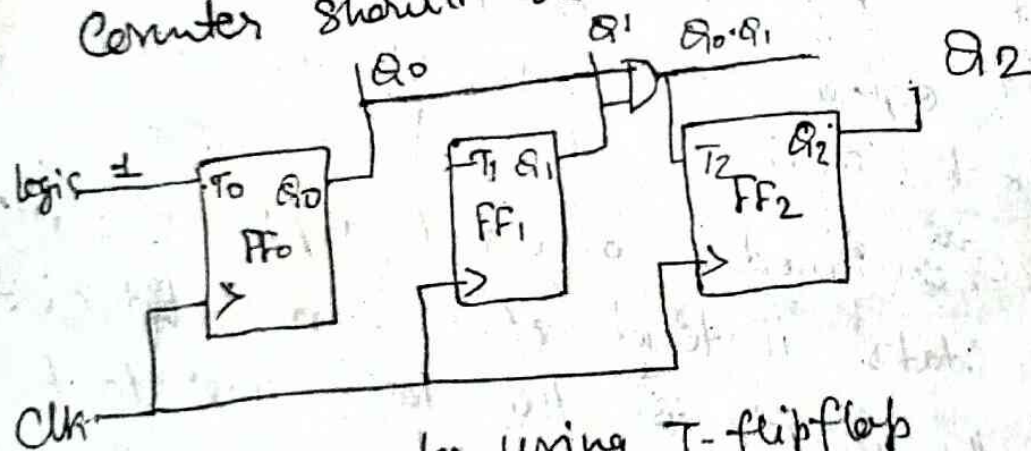 Counter
Q0 Q1 Q0·Q1 Q2
logic 1 T0 Q0 T1 Q1 T2 Q2
FF0 FF1 FF2
Clk
using T-flipflop